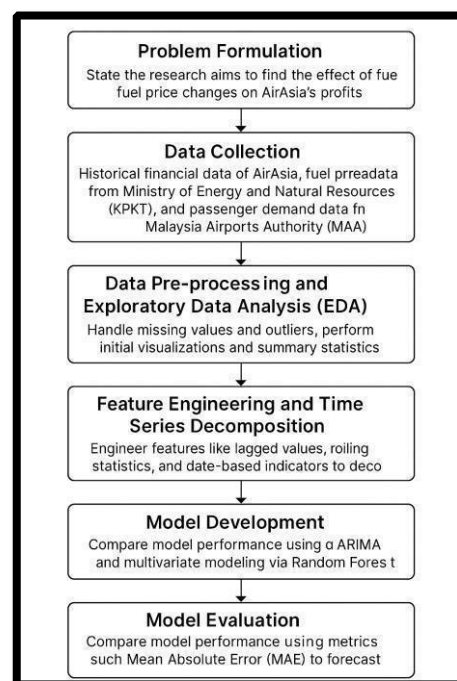 Problem Formulation
State the research aims to find the effect of fue
fuel price changes on AirAsia's profits
Data Collection
Historical financial data of AirAsia, fuel prreadata
from Ministry of Energy and Natural Resources
(KPKT), and passenger demand data fn
Malaysia Airports Authority (MAA)
Data Pre-processing and
Exploratory Data Analysis (EDA)
Handle missing values and outliers, perform
initial visualizations and summary statistics
Feature Engineering and Time
Series Decomposition
Engineer features like lagged values, roiling
statistics, and date-based indicators to deco
Model Development
Compare model performance using α ARIMA
and multivariate modeling via Random Fores t
Model Evaluation
Compare model performance using metrics
such Mean Absolute Error (MAE) to forecast